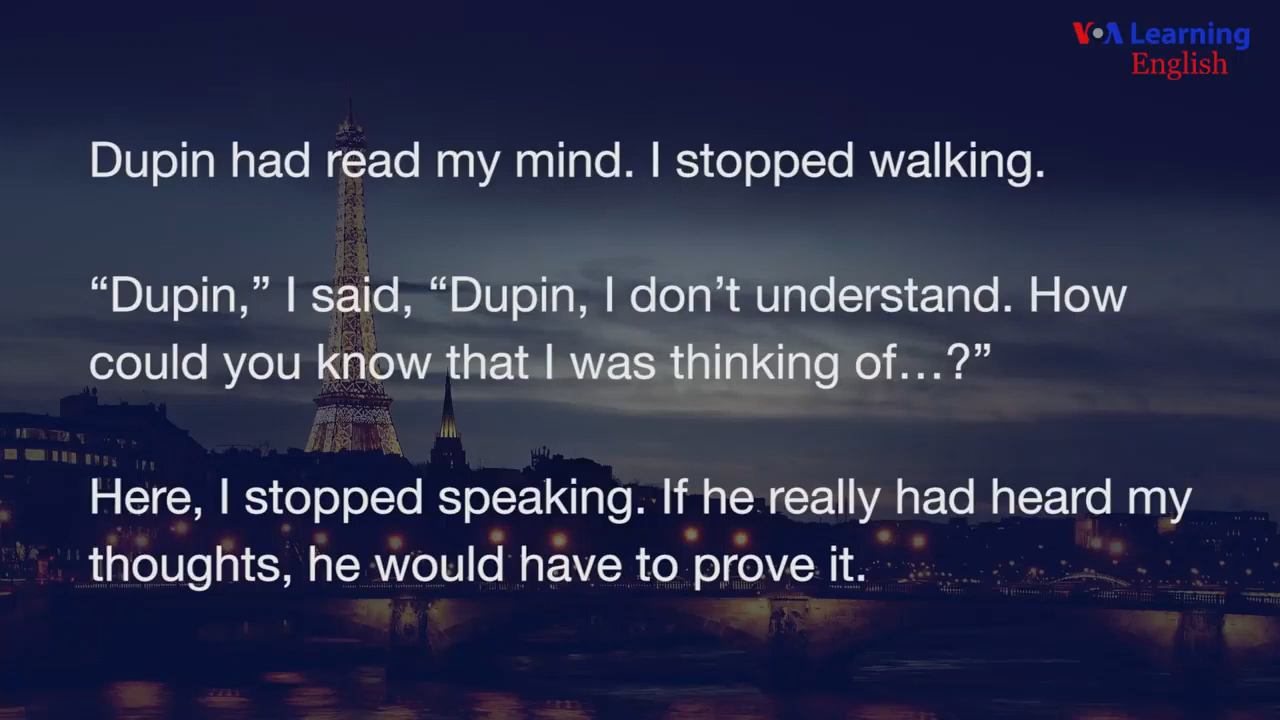 VOA Learning
English
Dupin had read my mind. I stopped walking.
“Dupin,” I said, “Dupin, I don’t understand. How
could you know that I was thinking of…?”
Here, I stopped speaking. If he really had heard my
thoughts, he would have to prove it.